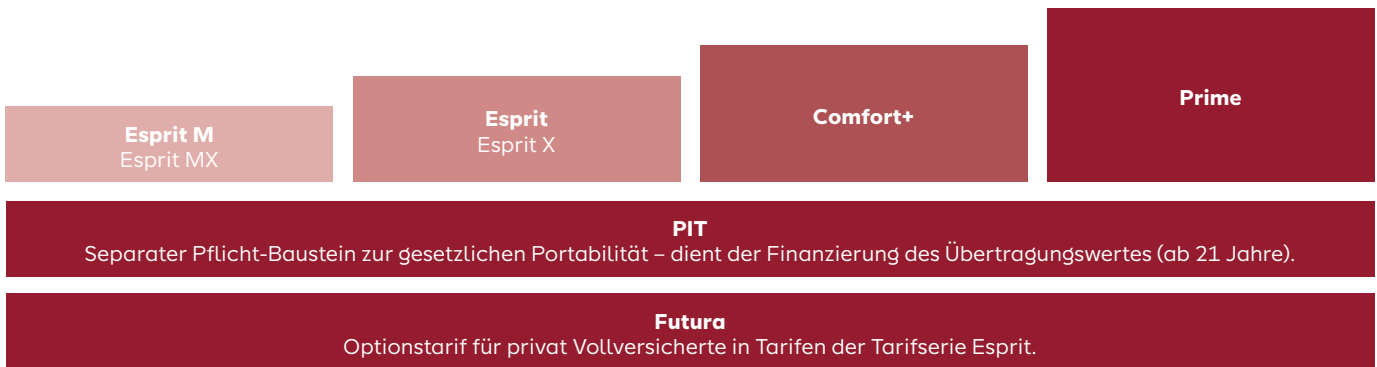 Esprit M
Esprit MX
Esprit
Esprit X
Comfort+
Prime
PIT
Separater Pflicht-Baustein zur gesetzlichen Portabilität – dient der Finanzierung des Übertragungswertes (ab 21 Jahre).
Futura
Optionstarif für privat Vollversicherte in Tarifen der Tarifserie Esprit.